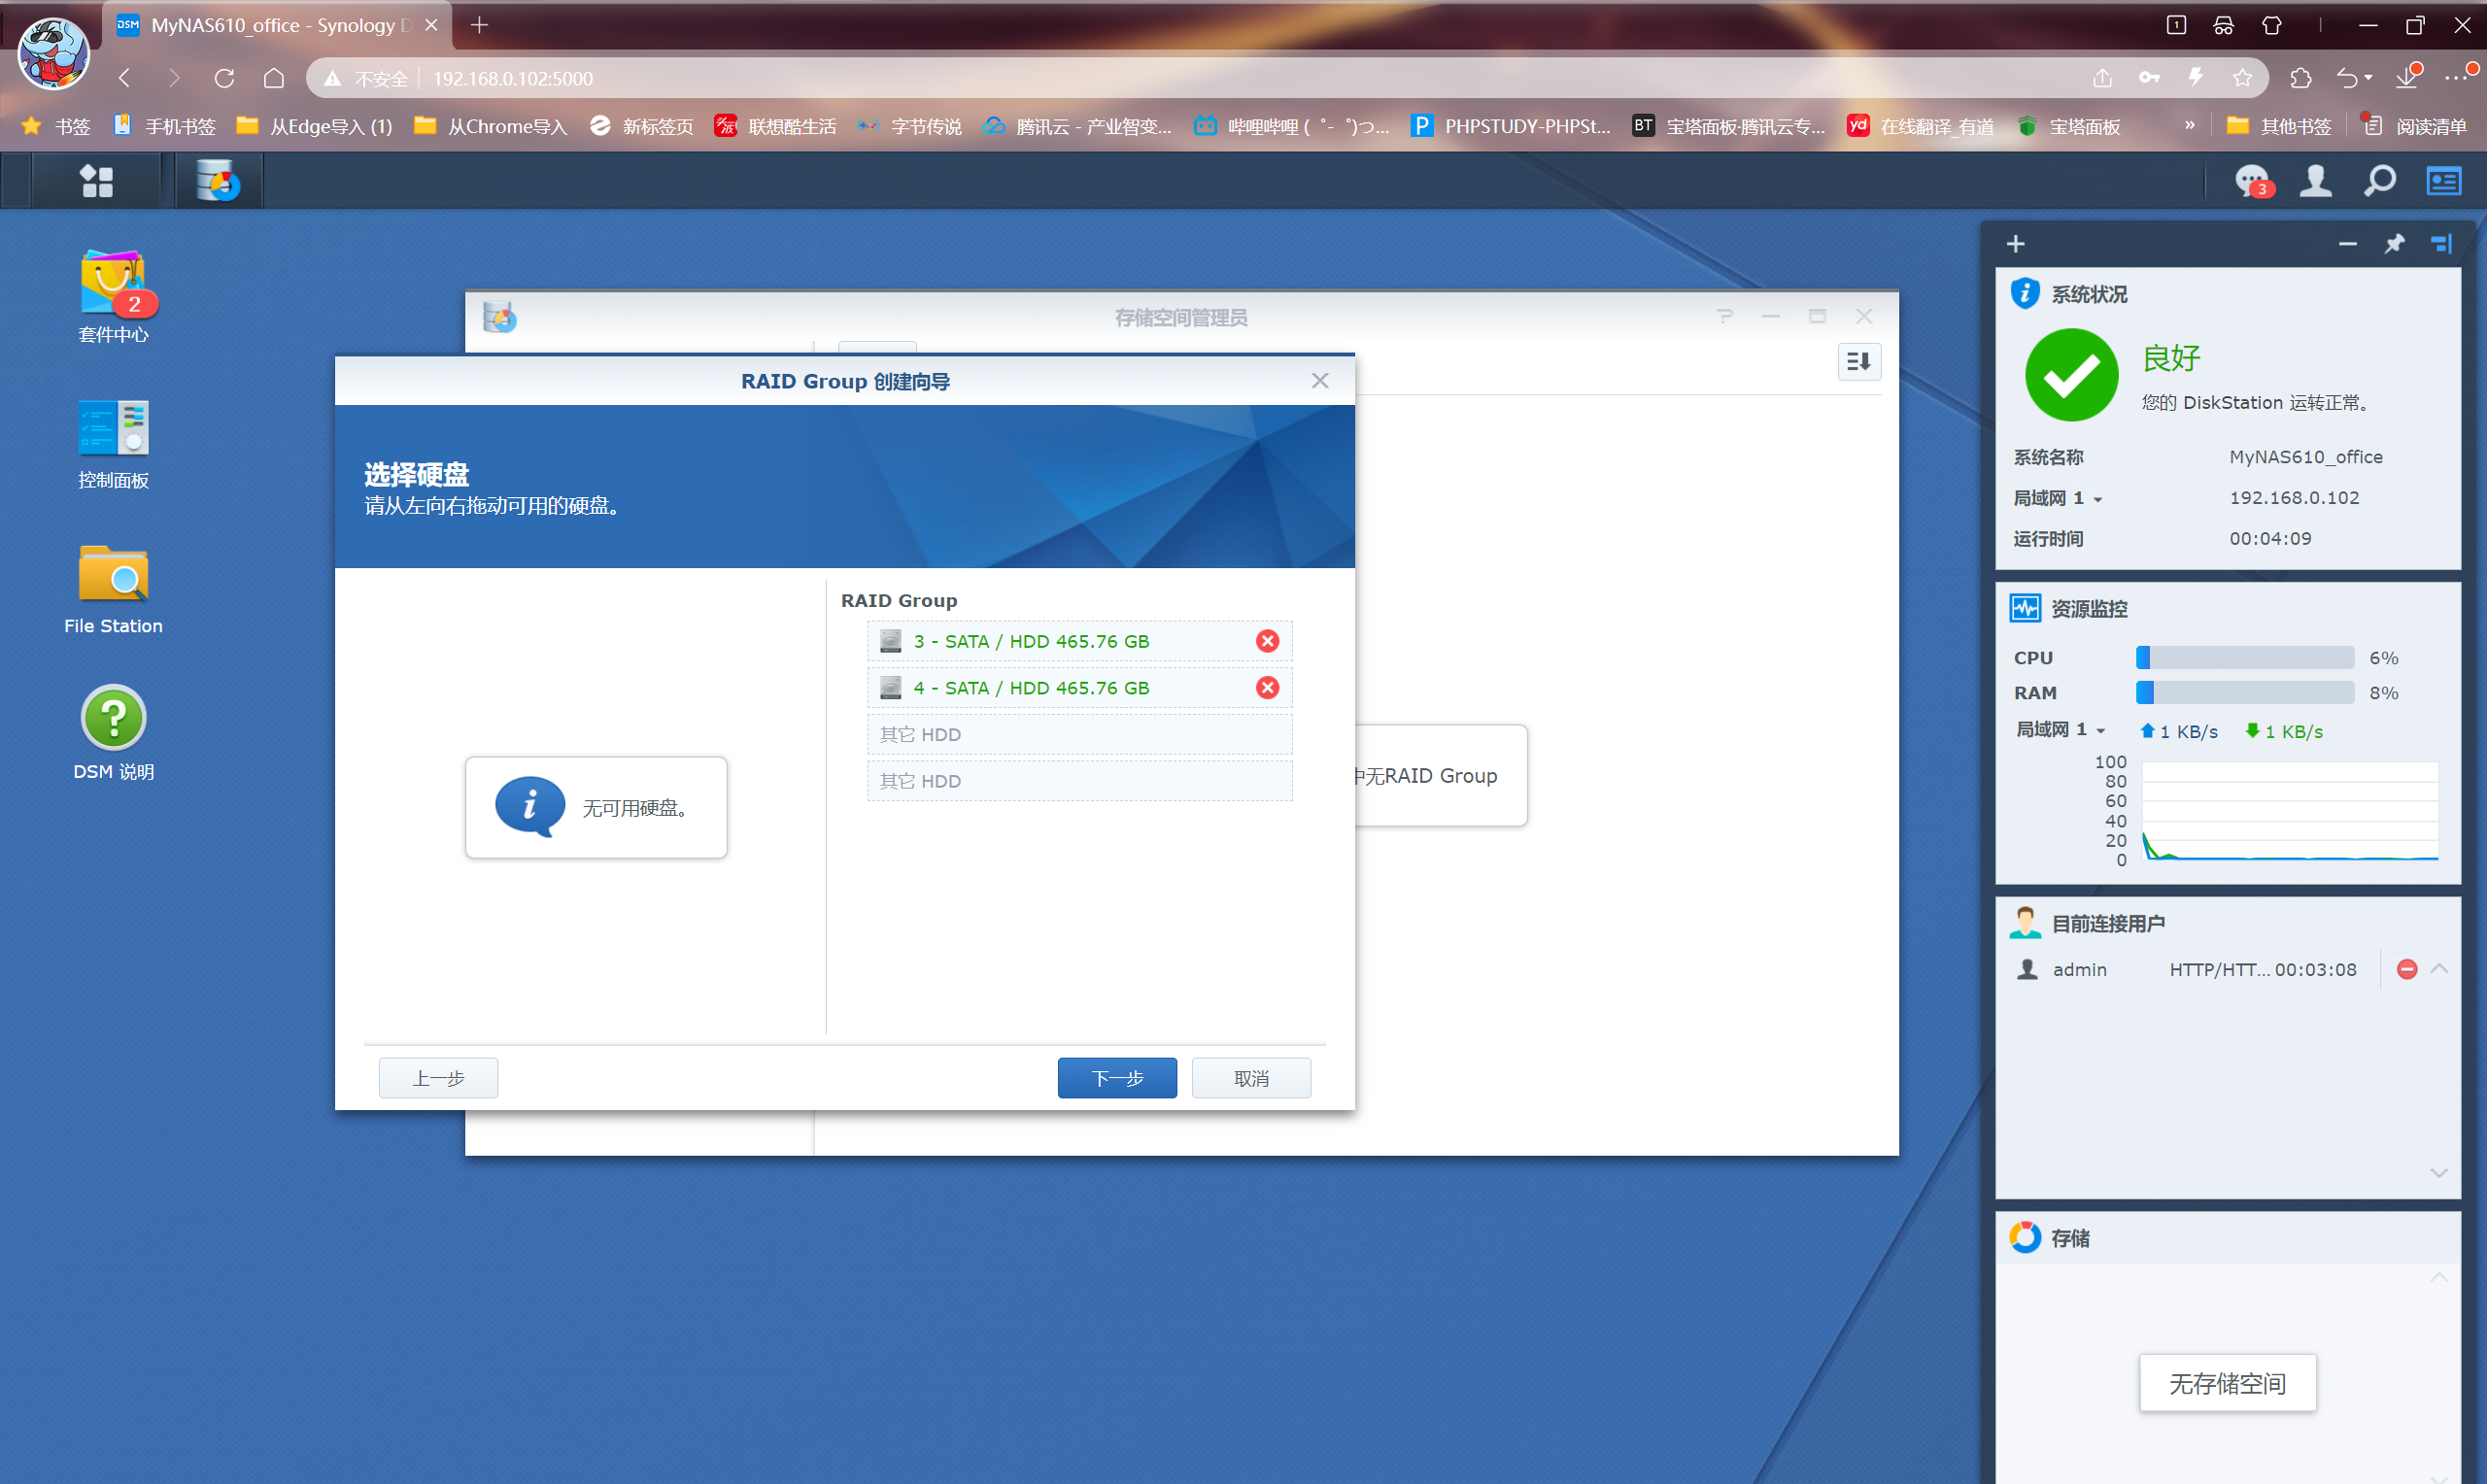 MyNAS610_office - Synology D
1
不安全
192.168.0.102:5000
书签
手机书签
从Edge导入 (1)
从Chrome导入
新标签页
联想酷生活
字节传说
腾讯云 - 产业智变...
哔哩哔哩 ( ゜- ゜)つ...
P PHPSTUDY-PHPSt...
BT 宝塔面板·腾讯云专...
yd 在线翻译_有道
宝塔面板
»
其他书签
阅读清单
3
2
套件中心
控制面板
File Station
DSM 说明
存储空间管理员
RAID Group 创建向导
选择硬盘
请从左向右拖动可用的硬盘。
无可用硬盘。
RAID Group
3 - SATA / HDD 465.76 GB
4 - SATA / HDD 465.76 GB
其它 HDD
其它 HDD
中无RAID Group
上一步
下一步
取消
系统状况
良好
您的 DiskStation 运转正常。
系统名称 MyNAS610_office
局域网 1 192.168.0.102
运行时间 00:04:09
资源监控
CPU 6%
RAM 8%
局域网 1 1 KB/s 1 KB/s
100
80
60
40
20
0
目前连接用户
admin HTTP/HTT... 00:03:08
存储
无存储空间